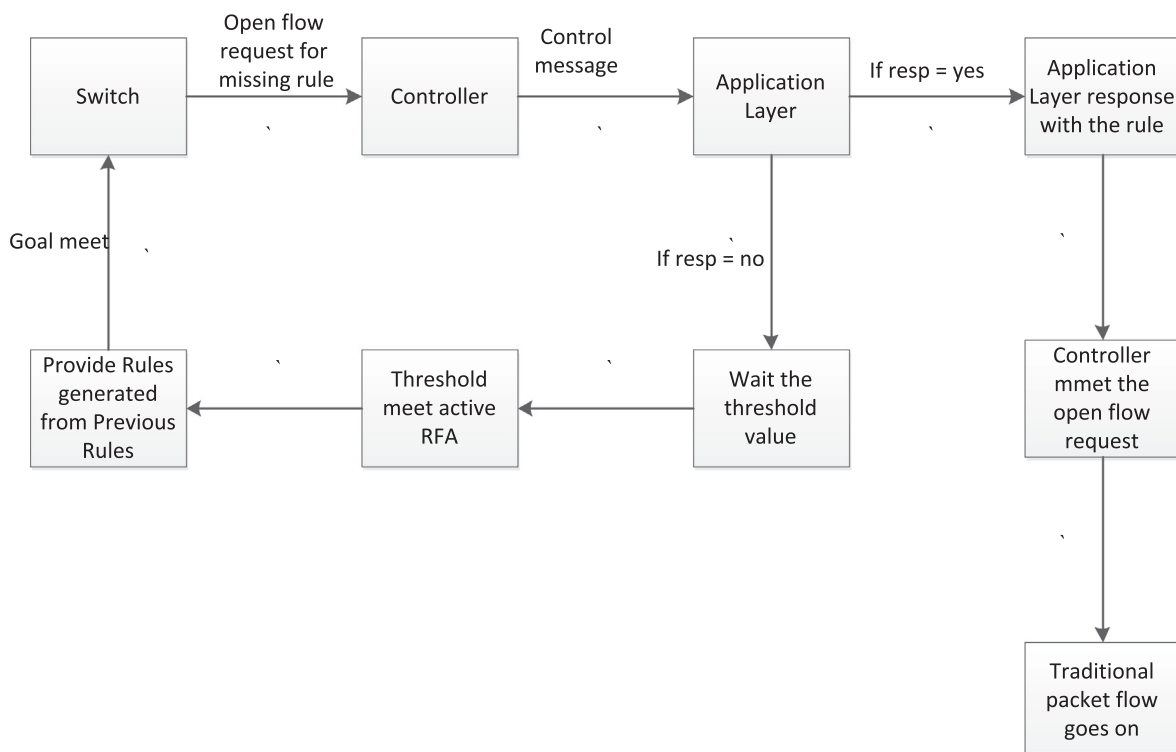 Switch
Open flow
request for
missing rule
Controller
Control
message
Application
Layer
If resp = yes
Application
Layer response
with the rule
Goal meet
If resp = no
Provide Rules
generated
from Previous
Rules
Threshold
meet active
RFA
Wait the
threshold
value
Controller
mmet the
open flow
request
Traditional
packet flow
goes on